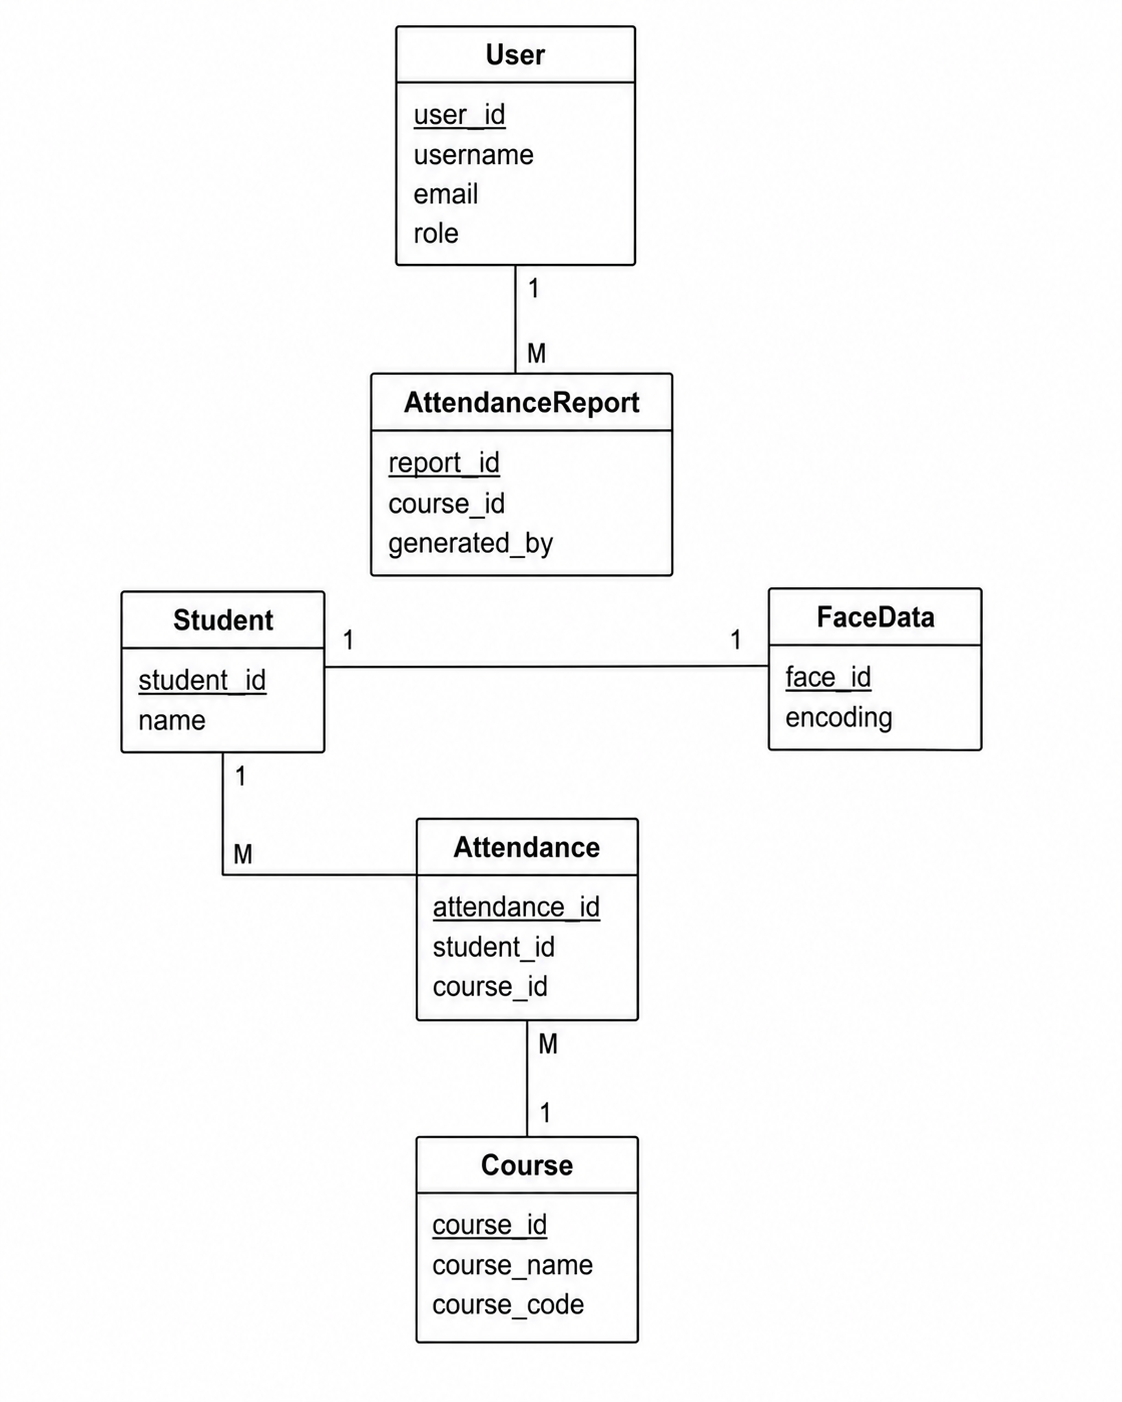 User
user_id
username
email
role
1
M
AttendanceReport
report_id
course_id
generated_by
Student
student_id
name
1
1
FaceData
face_id
encoding
1
M
Attendance
attendance_id
student_id
course_id
M
1
Course
course_id
course_name
course_code